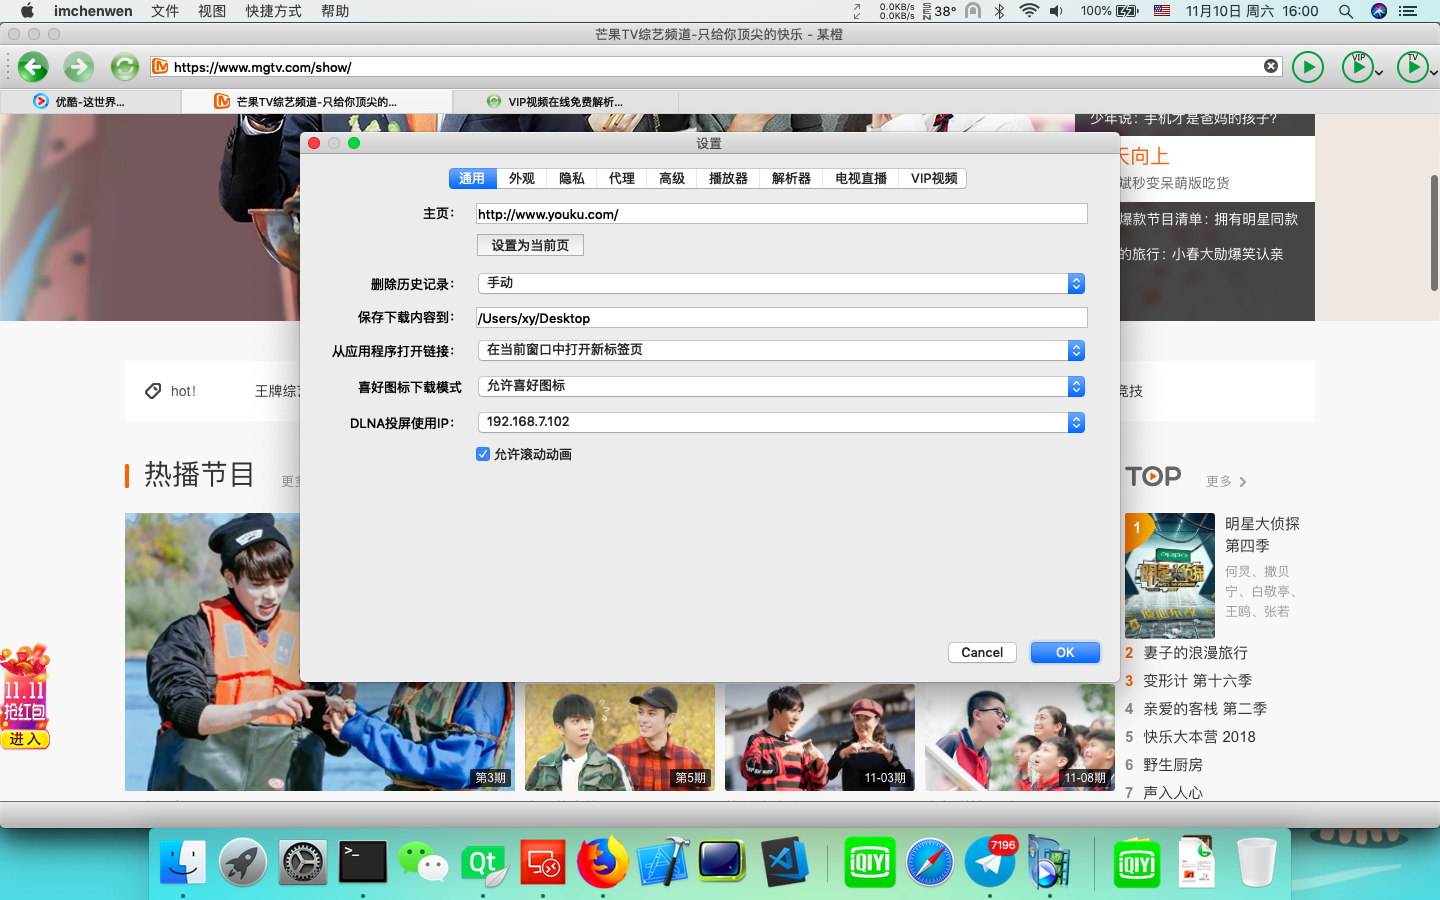 imchenwen 文件 视图 快捷方式 帮助 0.0KB/s 0.0KB/s 38° 100% 11月10日 周六 16:00
芒果TV综艺频道-只给你顶尖的快乐 - 某橙
https://www.mgtv.com/show/ VIP TV
优酷-这世界... 芒果TV综艺频道-只给你顶尖的... VIP视频在线免费解析...
少年说：手机才是爸妈的孩子?
设置
天向上
通用 外观 隐私 代理 高级 播放器 解析器 电视直播 VIP视频
斌秒变呆萌版吃货
主页： http://www.youku.com/
爆款节目清单：拥有明星同款
设置为当前页
的旅行：小春大勋爆笑认亲
删除历史记录： 手动
保存下载内容到： /Users/xy/Desktop
从应用程序打开链接： 在当前窗口中打开新标签页
喜好图标下载模式 允许喜好图标
hot! 王牌综 竞技
DLNA投屏使用IP： 192.168.7.102
允许滚动动画
热播节目 更多
TOP 更多
1
明星大侦探
第四季
何炅、撒贝
宁、白敬亭、
王鸥、张若
oppo
明星大侦探
Cancel OK
2 妻子的浪漫旅行
3 变形计 第十六季
4 亲爱的客栈 第二季
5 快乐大本营 2018
6 野生厨房
7 声入人心
11.11
抢红包
进入
第3期 第5期 11-03期 11-08期
>_ Qt iQIY 7196 iQIY